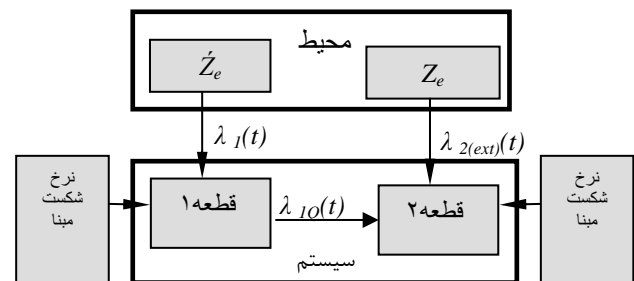 محیط
Źₑ
Zₑ
λ ₁(t)
λ ₂₍ₑₓₜ₎(t)
نرخ
شکست
مبنا
قطعه۱
λ ₁O(t)
قطعه۲
نرخ
شکست
مبنا
سیستم